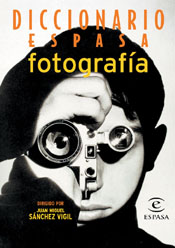 DICCIONARIO
ESPASA
fotografía
DIRIGIDO POR
JUAN MIGUEL
SÁNCHEZ VIGIL
ESPASA